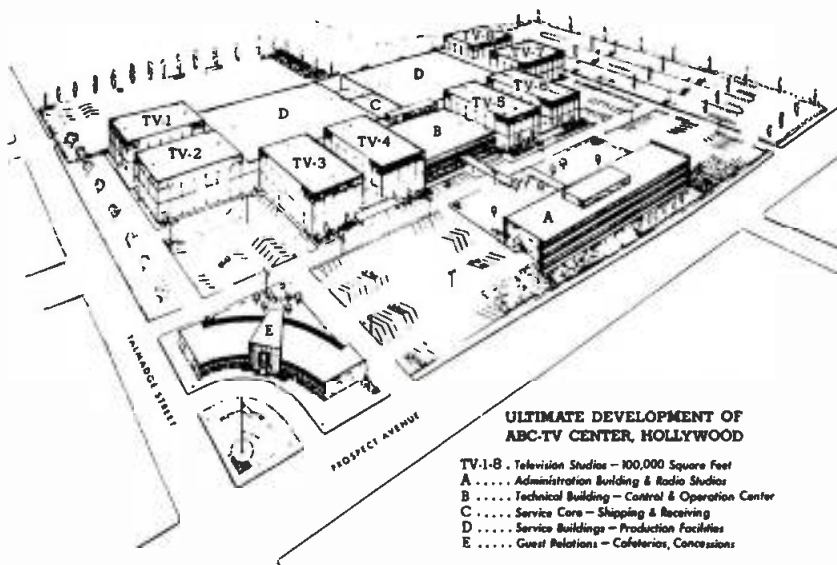 TV-8
TV-7
D
TV-6
TV-1
C
TV-5
D
B
TV-2
TV-4
TV-3
A
E
TALMADGE STREET
PROSPECT AVENUE
ULTIMATE DEVELOPMENT OF
ABC-TV CENTER, HOLLYWOOD
TV-1-8 . Television Studios — 100,000 Square Feet
A ..... Administration Building & Radio Studios
B ..... Technical Building — Control & Operation Center
C ..... Service Core — Shipping & Receiving
D ..... Service Buildings — Production Facilities
E ..... Guest Relations — Cafeterias, Concessions